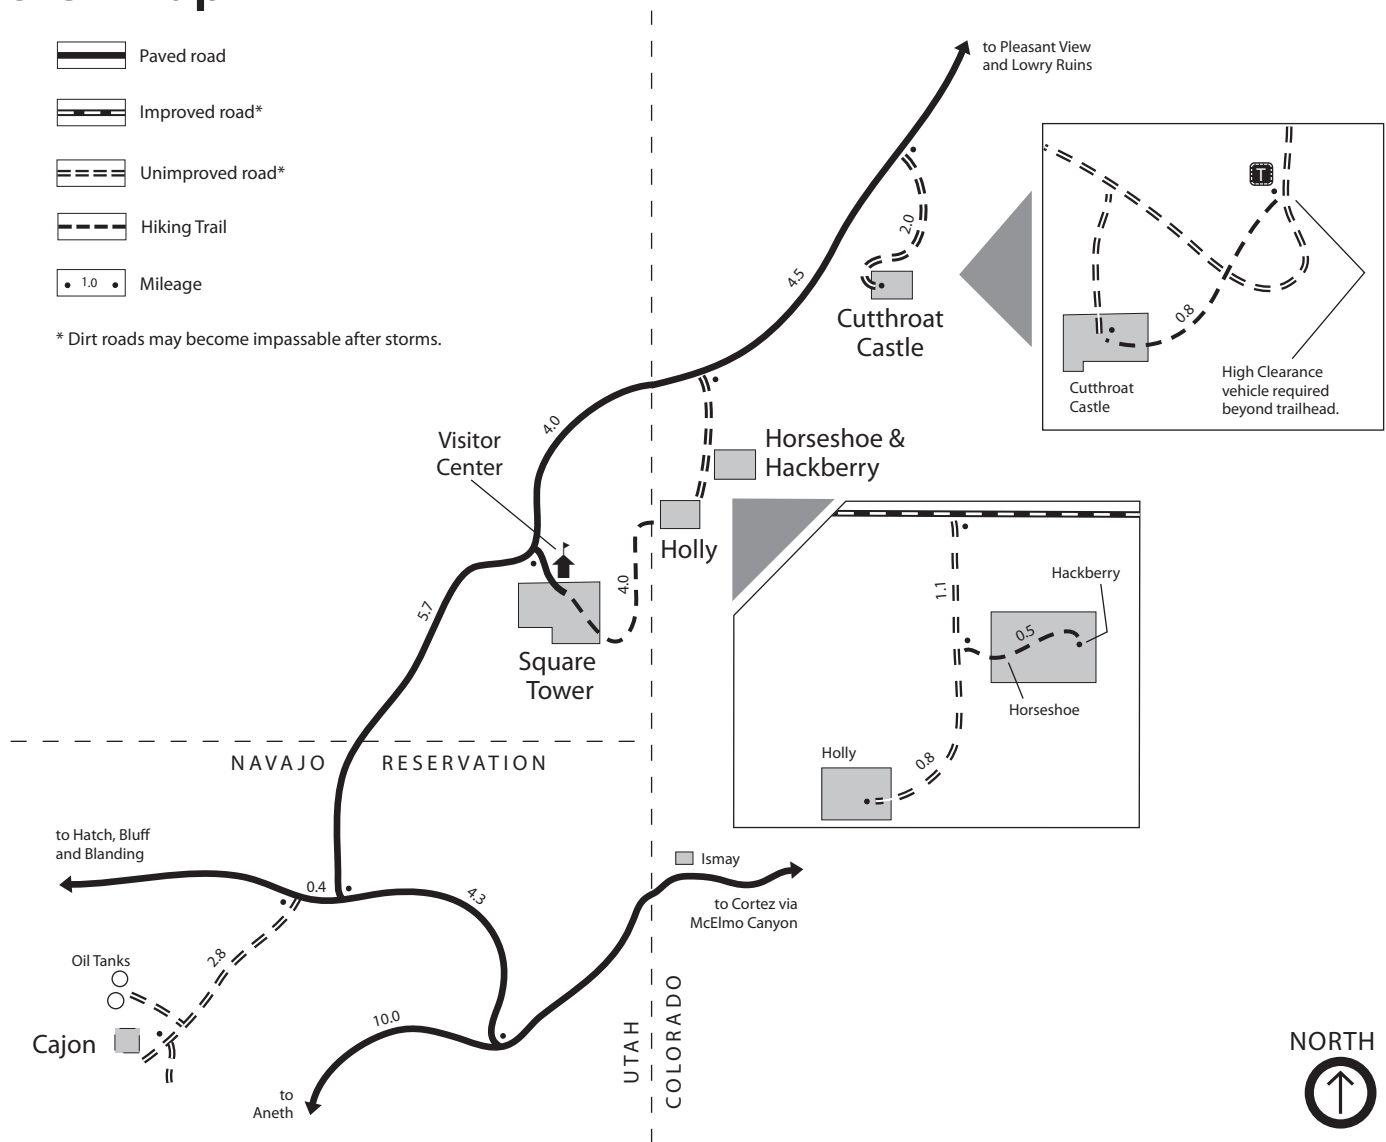 Paved road
Improved road*
Unimproved road*
Hiking Trail
1.0
Mileage
* Dirt roads may become impassable after storms.
to Pleasant View
and Lowry Ruins
2.0
4.5
Cutthroat
Castle
T
0.8
Cutthroat
Castle
High Clearance
vehicle required
beyond trailhead.
4.0
Visitor
Center
Horseshoe &
Hackberry
Holly
4.0
5.7
Square
Tower
1.1
Hackberry
0.5
Horseshoe
Holly
0.8
NAVAJO RESERVATION
to Hatch, Bluff
and Blanding
0.4
4.3
Ismay
to Cortez via
McElmo Canyon
2.8
Oil Tanks
Cajon
10.0
to
Aneth
UTAH
COLORADO
NORTH